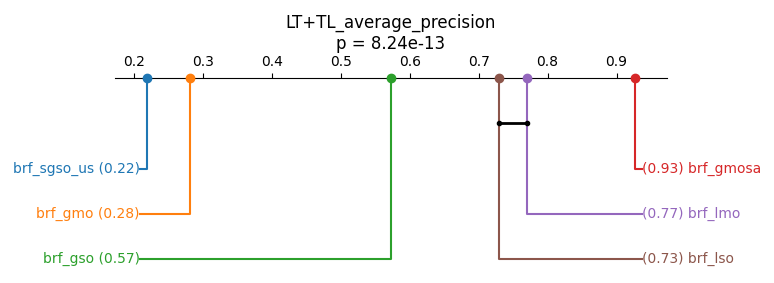 LT+TL_average_precision
p = 8.24e-13
0.2 0.3 0.4 0.5 0.6 0.7 0.8 0.9
brf_sgso_us (0.22) (0.93) brf_gmosa
brf_gmo (0.28) (0.77) brf_lmo
brf_gso (0.57) (0.73) brf_lso